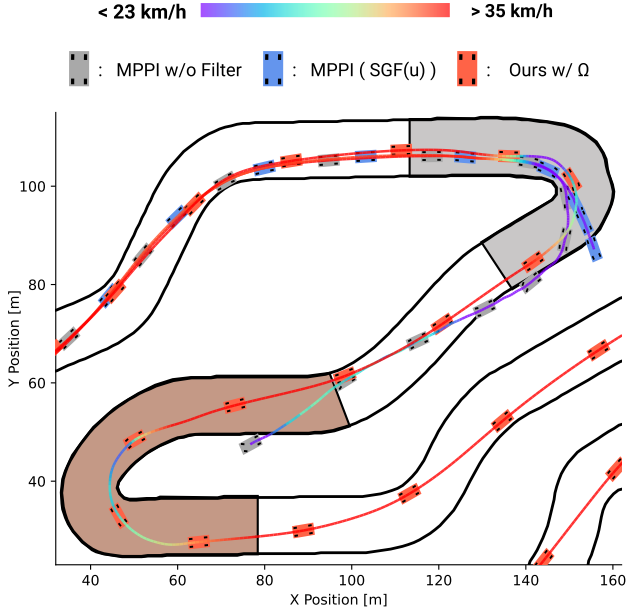 < 23 km/h > 35 km/h
: MPPI w/o Filter : MPPI ( SGF(u) ) : Ours w/ Ω
100
80
60
40
Y Position [m]
40 60 80 100 120 140 160
X Position [m]